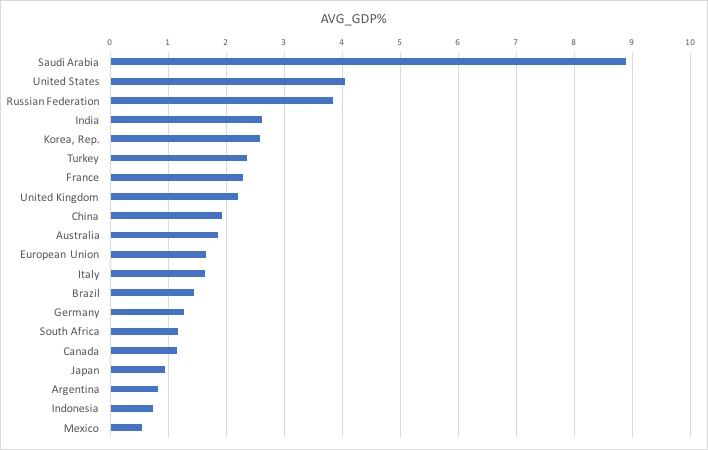 AVG_GDP%
0 1 2 3 4 5 6 7 8 9 10
Saudi Arabia
United States
Russian Federation
India
Korea, Rep.
Turkey
France
United Kingdom
China
Australia
European Union
Italy
Brazil
Germany
South Africa
Canada
Japan
Argentina
Indonesia
Mexico